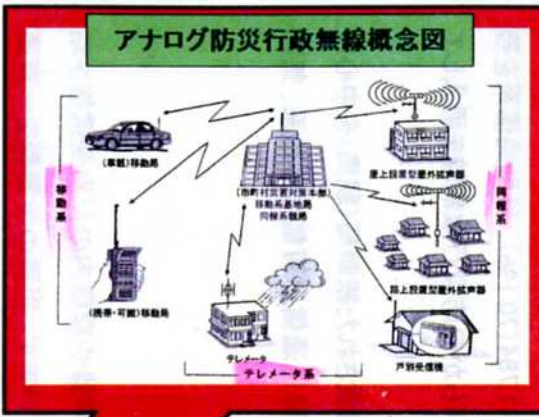 アナログ防災行政無線概念図
(車載)移動局
移動系
(携帯・可搬)移動局
(市町村災害対策本部)
移動系基地局
同報系親局
テレメータ
テレメータ系
屋上設置型屋外拡声器
路上設置型屋外拡声器
戸別受信機
同報系